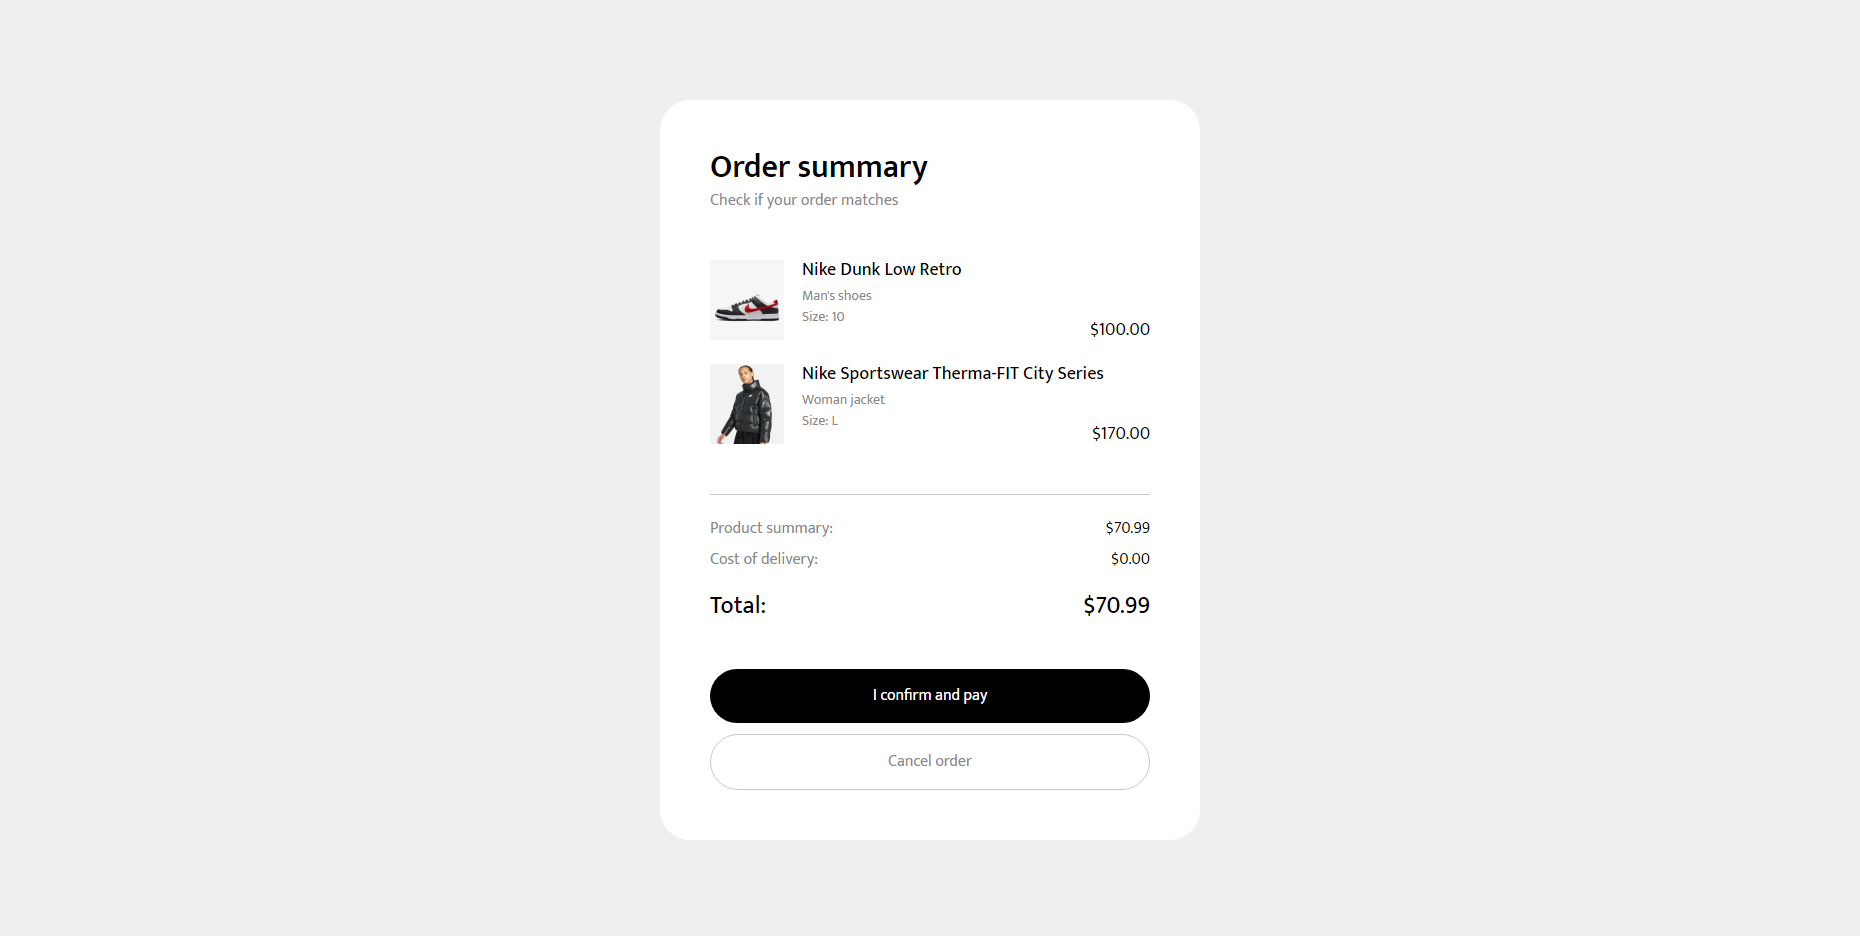 Order summary
Check if your order matches
Nike Dunk Low Retro
Man's shoes
Size: 10
$100.00
Nike Sportswear Therma-FIT City Series
Woman jacket
Size: L
$170.00
Product summary: $70.99
Cost of delivery: $0.00
Total: $70.99
I confirm and pay
Cancel order